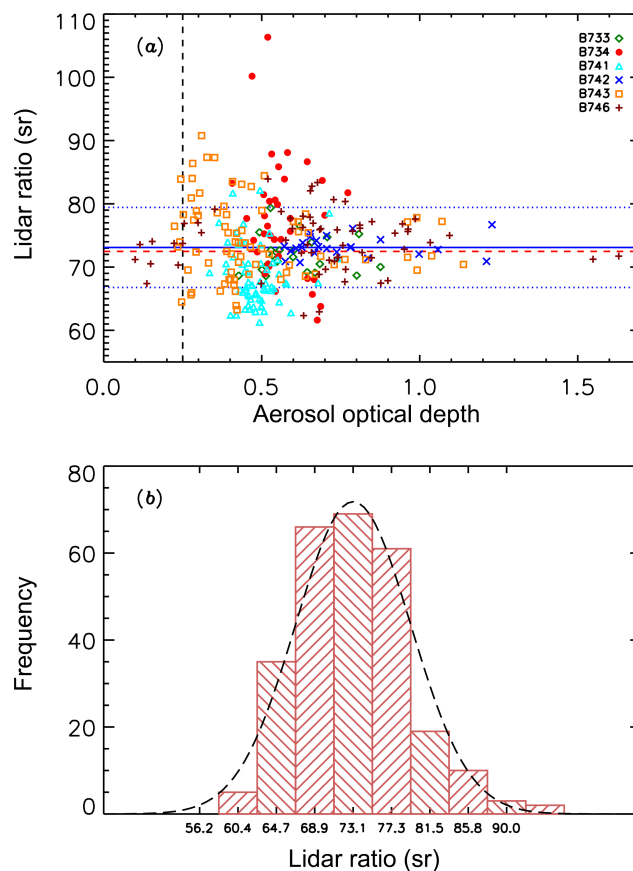 (a)
B733
B734
B741
B742
B743
B746
110
100
90
80
70
60
Lidar ratio (sr)
0.0 0.5 1.0 1.5
Aerosol optical depth
(b)
80
60
40
20
0
Frequency
56.2 60.4 64.7 68.9 73.1 77.3 81.5 85.8 90.0
Lidar ratio (sr)